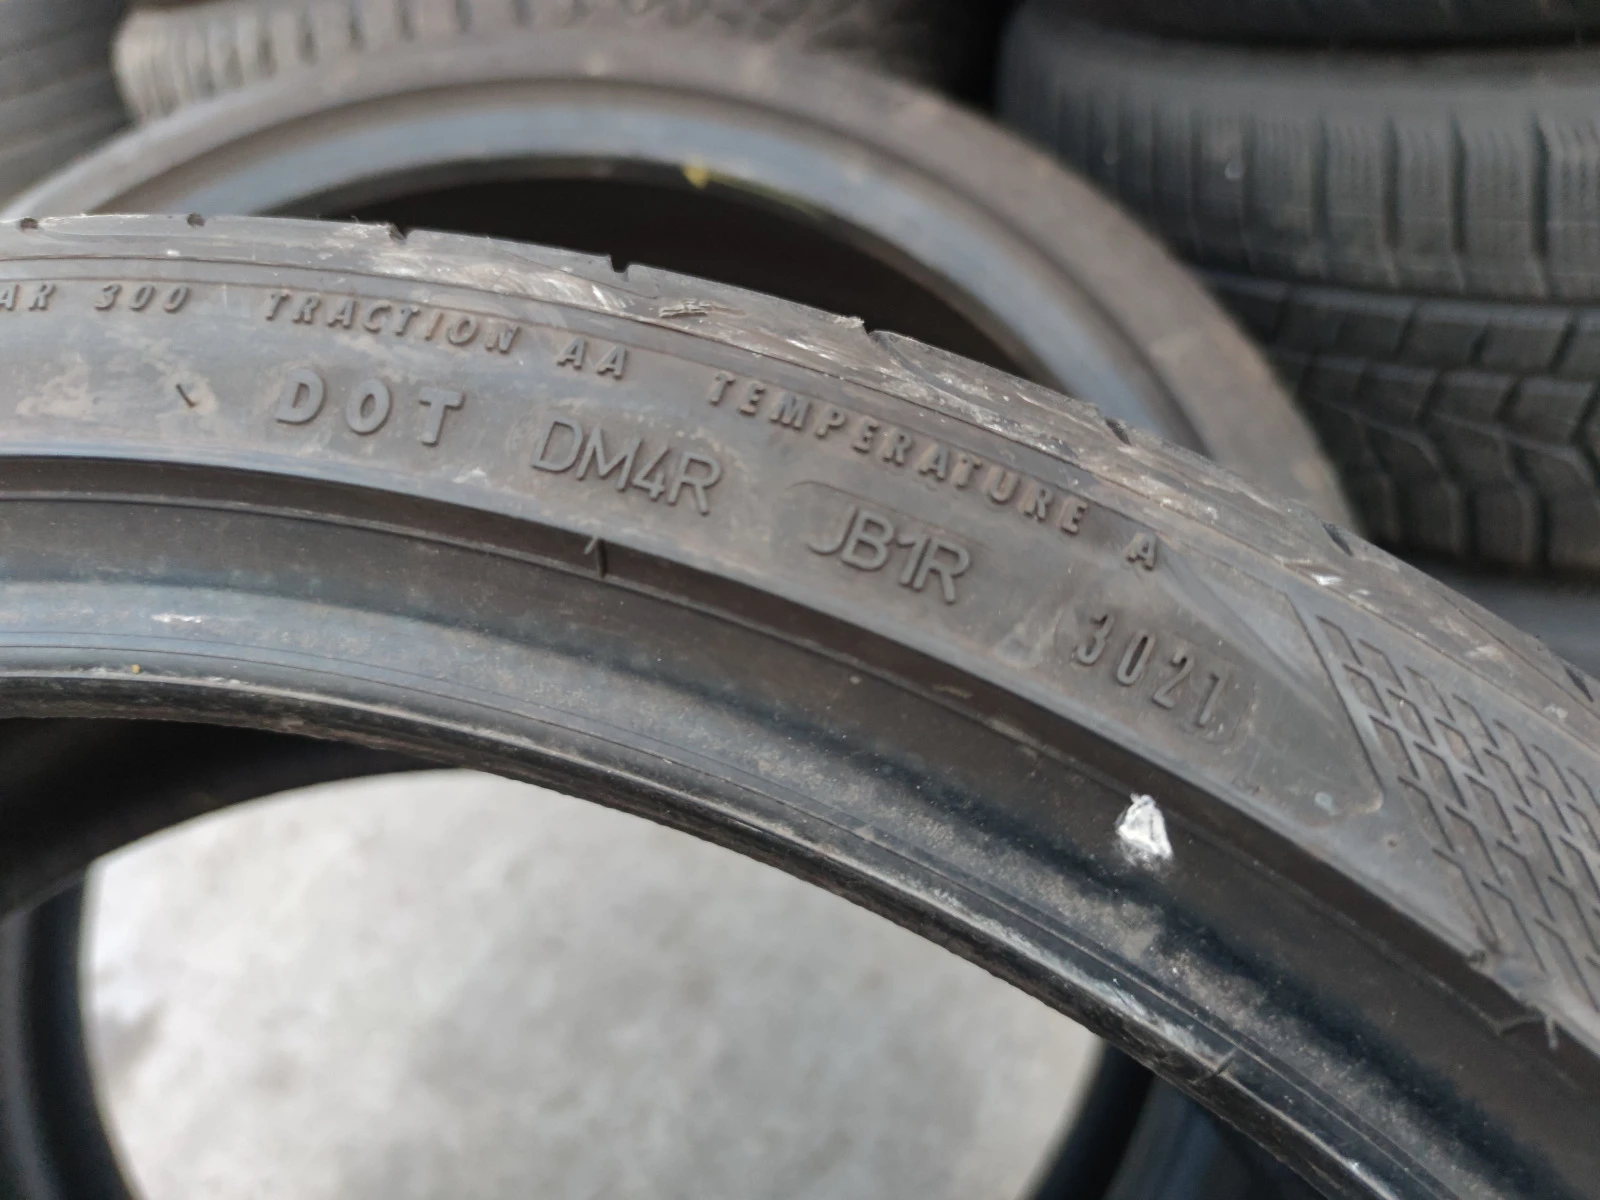 AR 300 TRACTION AA TEMPERATURE A
DOT DM4R JB1R 3021